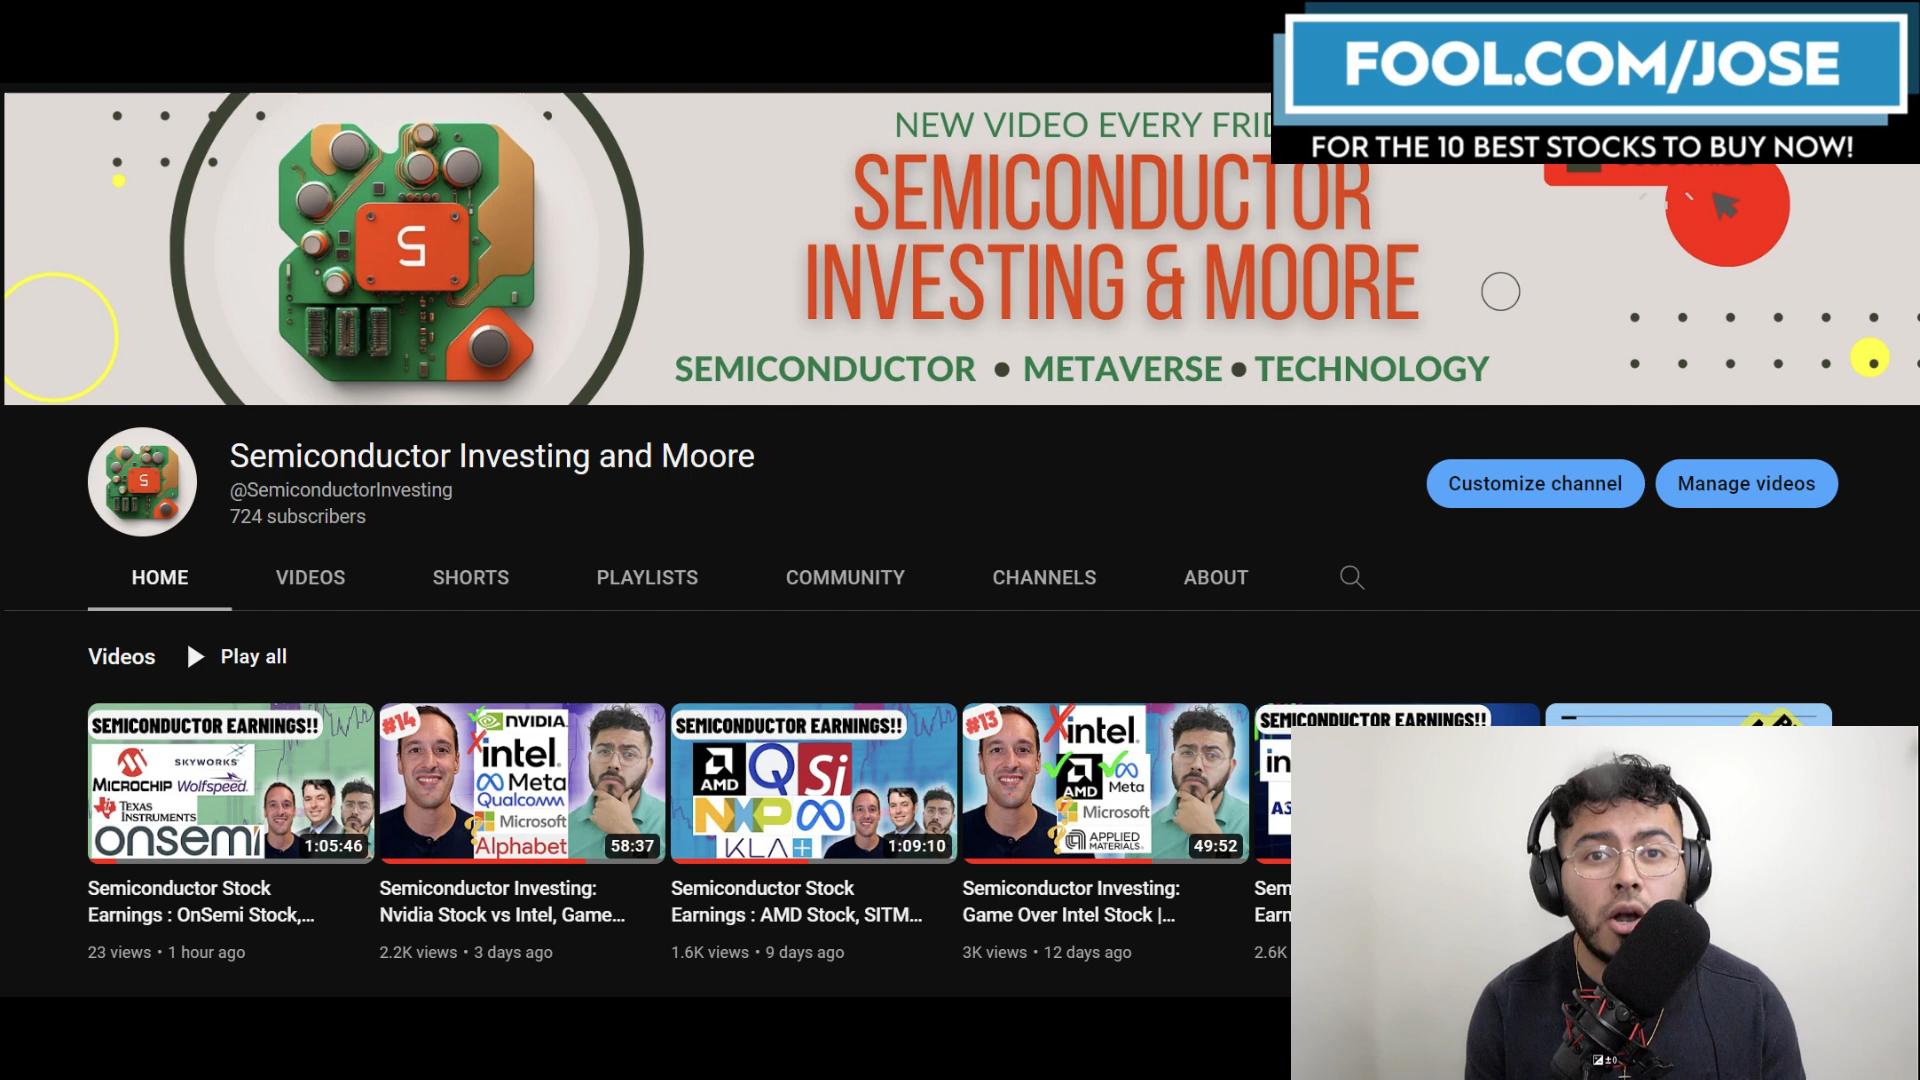 FOOL.COM/JOSE
FOR THE 10 BEST STOCKS TO BUY NOW!
NEW VIDEO EVERY FRID
SEMICONDUCTOR
INVESTING & MOORE
SEMICONDUCTOR • METAVERSE • TECHNOLOGY
S
Semiconductor Investing and Moore
@SemiconductorInvesting
724 subscribers
Customize channel
Manage videos
HOME
VIDEOS
SHORTS
PLAYLISTS
COMMUNITY
CHANNELS
ABOUT
Videos
Play all
SEMICONDUCTOR EARNINGS!!
SKYWORKS
MICROCHIP
Wolfspeed
TEXAS
INSTRUMENTS
onsemi
1:05:46
#14
NVIDIA
intel
Meta
Qualcomm
Microsoft
Alphabet
58:37
SEMICONDUCTOR EARNINGS!!
AMD
Q
Si
NXP
KLA+
1:09:10
#13
intel
AMD
Meta
Microsoft
APPLIED
MATERIALS
49:52
SEMICONDUCTOR EARNINGS!!
in
Semiconductor Stock
Earnings : OnSemi Stock,...
23 views • 1 hour ago
Semiconductor Investing:
Nvidia Stock vs Intel, Game...
2.2K views • 3 days ago
Semiconductor Stock
Earnings : AMD Stock, SITM...
1.6K views • 9 days ago
Semiconductor Investing:
Game Over Intel Stock |...
3K views • 12 days ago
Sem
Earn
2.6K